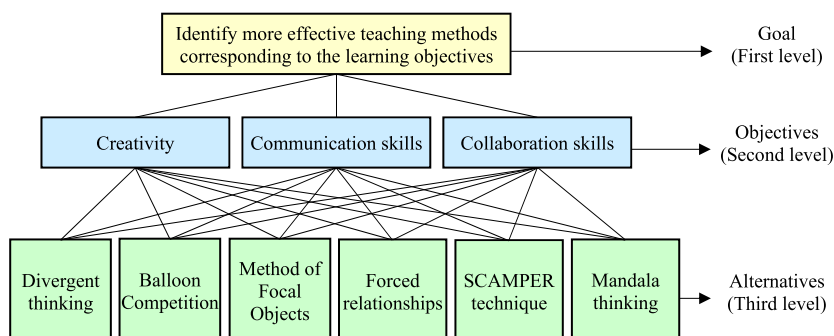 Identify more effective teaching methods
corresponding to the learning objectives
Goal
(First level)
Creativity
Communication skills
Collaboration skills
Objectives
(Second level)
Divergent
thinking
Balloon
Competition
Method of
Focal
Objects
Forced
relationships
SCAMPER
technique
Mandala
thinking
Alternatives
(Third level)